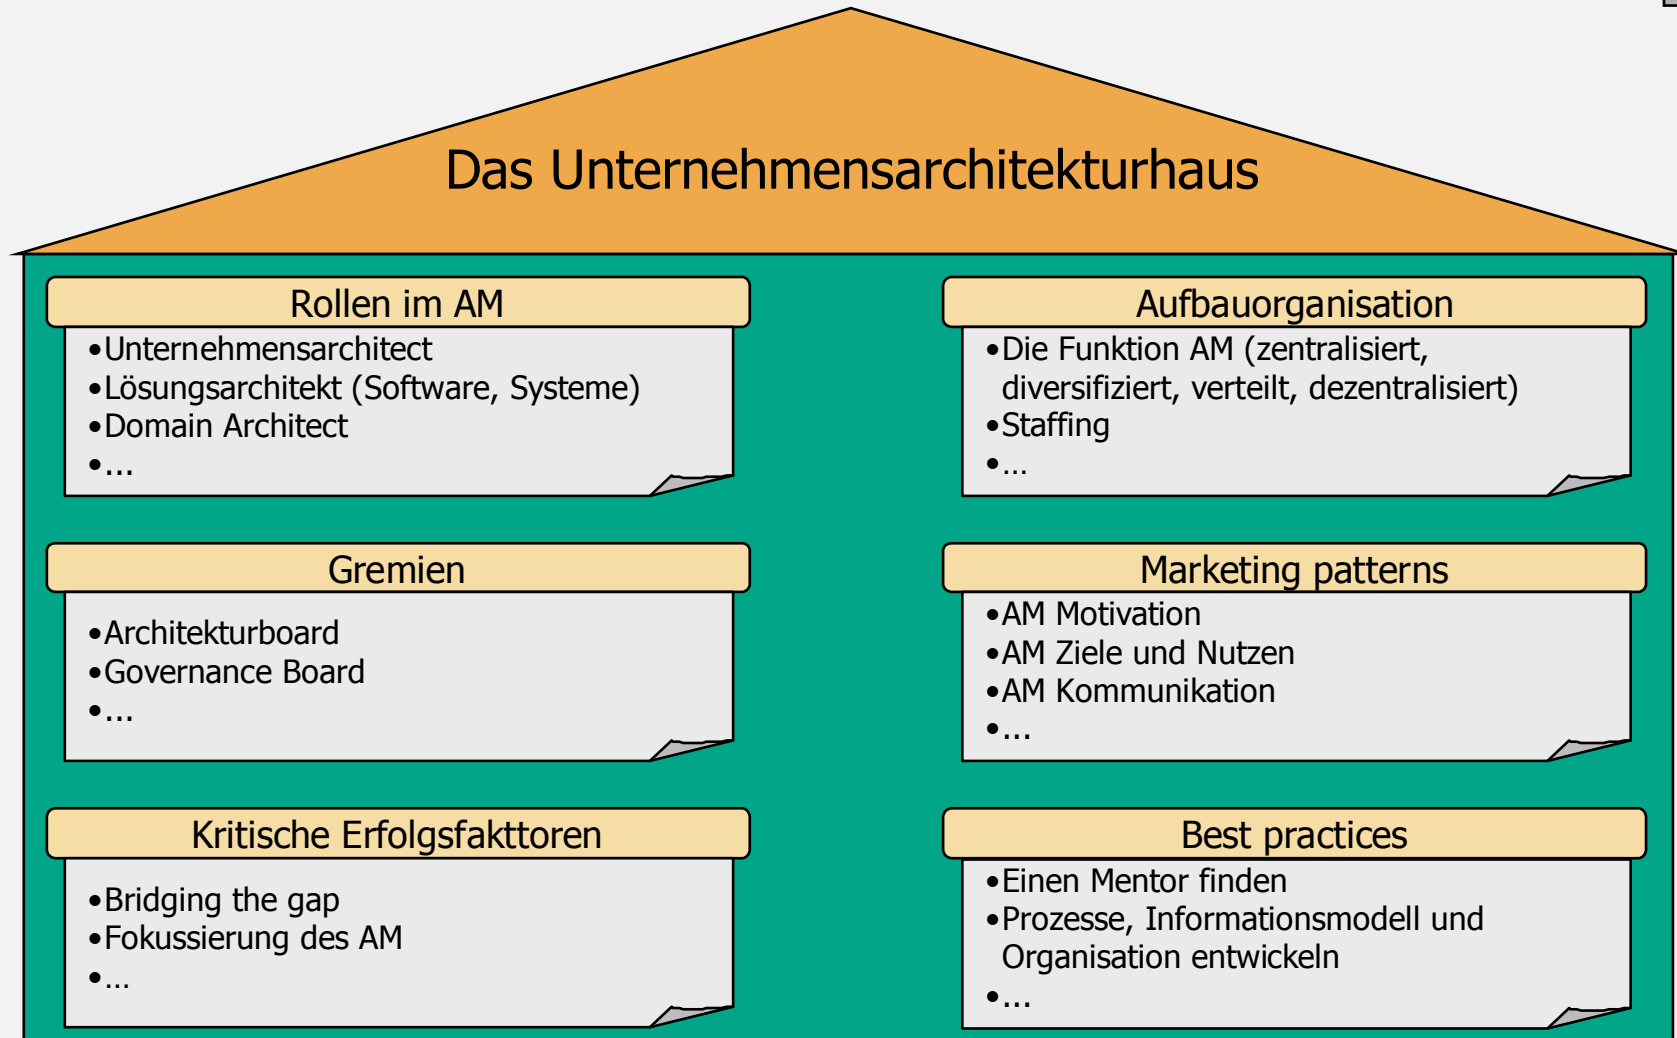 Das Unternehmensarchitekturhaus
Rollen im AM
•Unternehmensarchitect
•Lösungsarchitekt (Software, Systeme)
•Domain Architect
•...
Aufbauorganisation
•Die Funktion AM (zentralisiert,
diversifiziert, verteilt, dezentralisiert)
•Staffing
•...
Gremien
•Architekturboard
•Governance Board
•...
Marketing patterns
•AM Motivation
•AM Ziele und Nutzen
•AM Kommunikation
•...
Kritische Erfolgsfakttoren
•Bridging the gap
•Fokussierung des AM
•...
Best practices
•Einen Mentor finden
•Prozesse, Informationsmodell und
Organisation entwickeln
•...